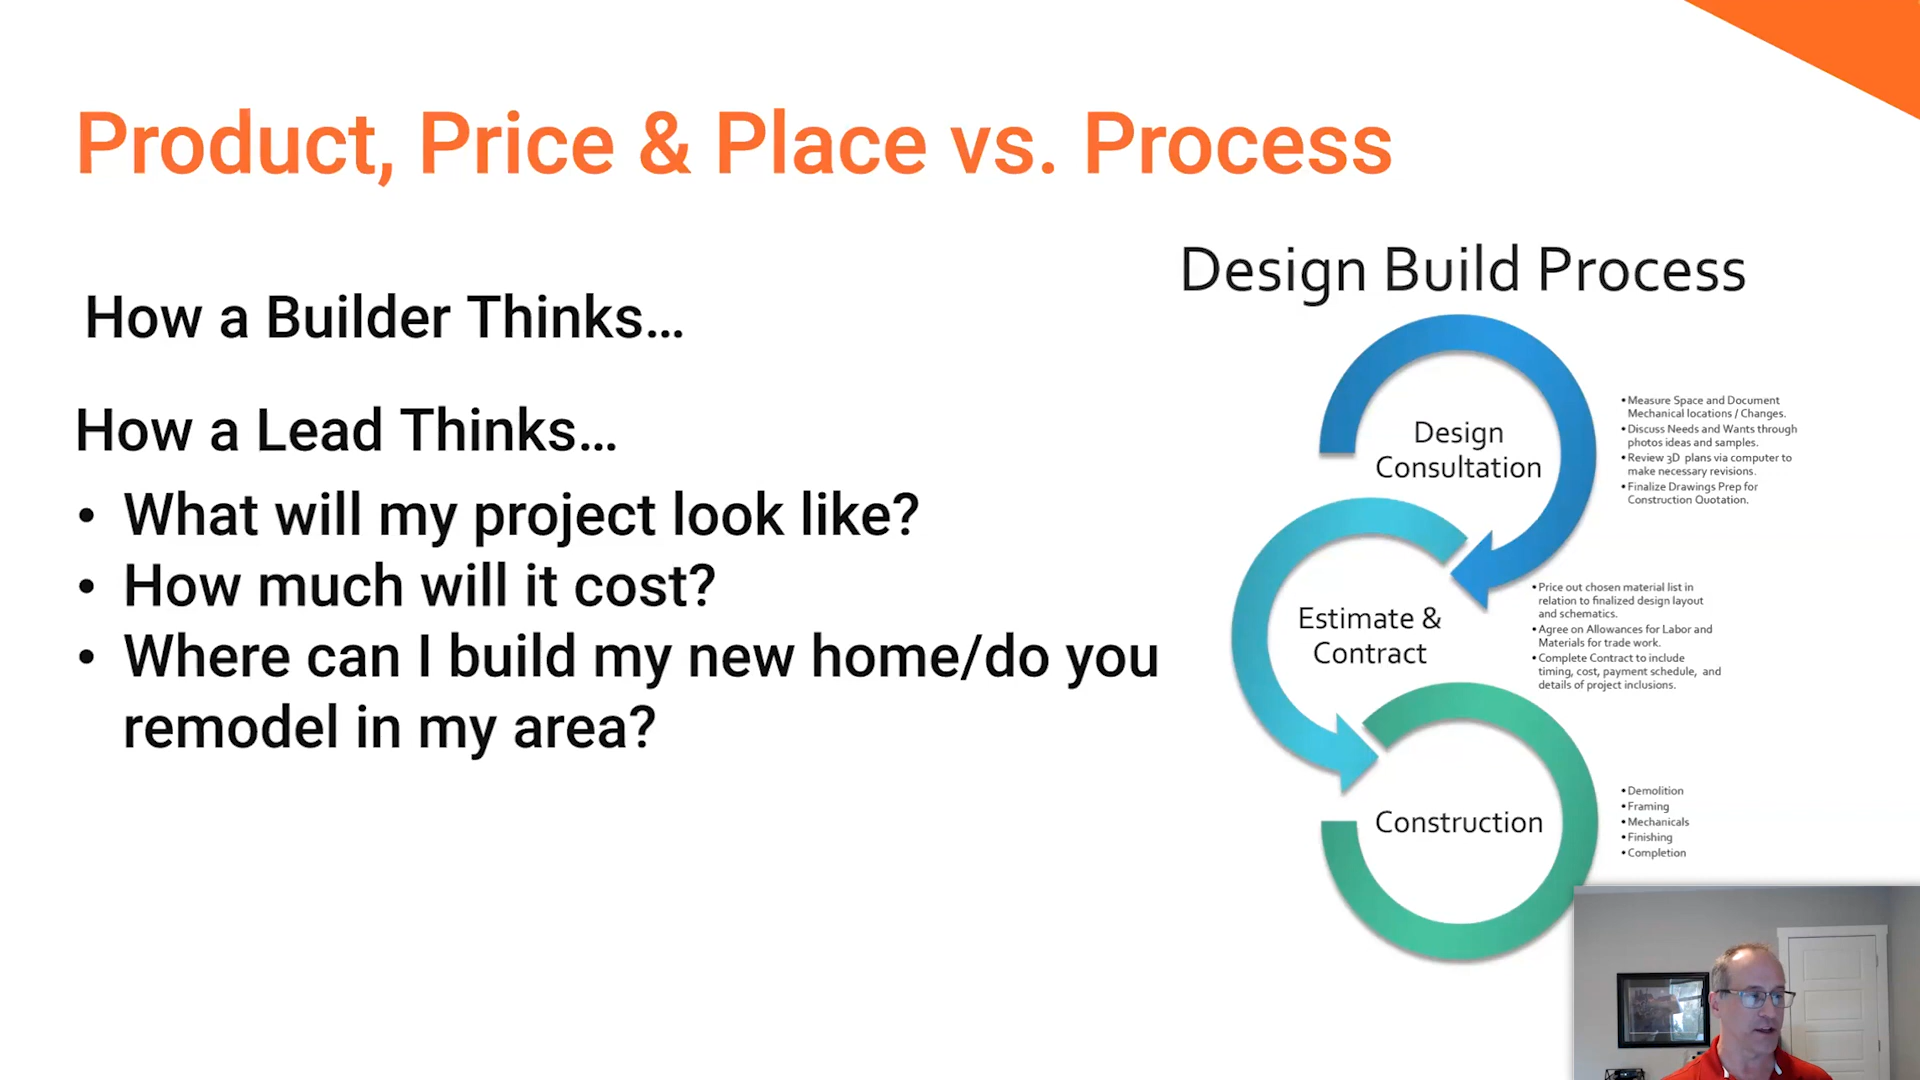 Product, Price & Place vs. Process
How a Builder Thinks...
How a Lead Thinks...
• What will my project look like?
• How much will it cost?
• Where can I build my new home/do you
remodel in my area?
Design Build Process
Design
Consultation
• Measure Space and Document
Mechanical locations / Changes.
• Discuss Needs and Wants through
photos ideas and samples.
• Review 3D plans via computer to
make necessary revisions.
• Finalize Drawings Prep for
Construction Quotation.
Estimate &
Contract
• Price out chosen material list in
relation to finalized design layout
and schematics.
• Agree on Allowances for Labor and
Materials for trade work.
• Complete Contract to include
timing, cost, payment schedule, and
details of project inclusions.
Construction
• Demolition
• Framing
• Mechanicals
• Finishing
• Completion